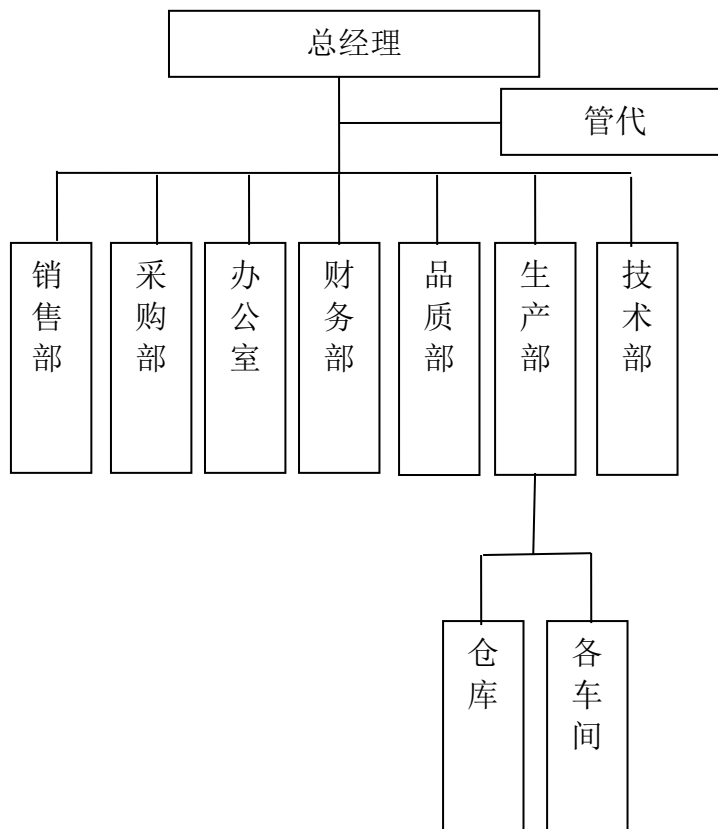 总经理
管代
销售部
采购部
办公室
财务部
品质部
生产部
技术部
仓库
各车间